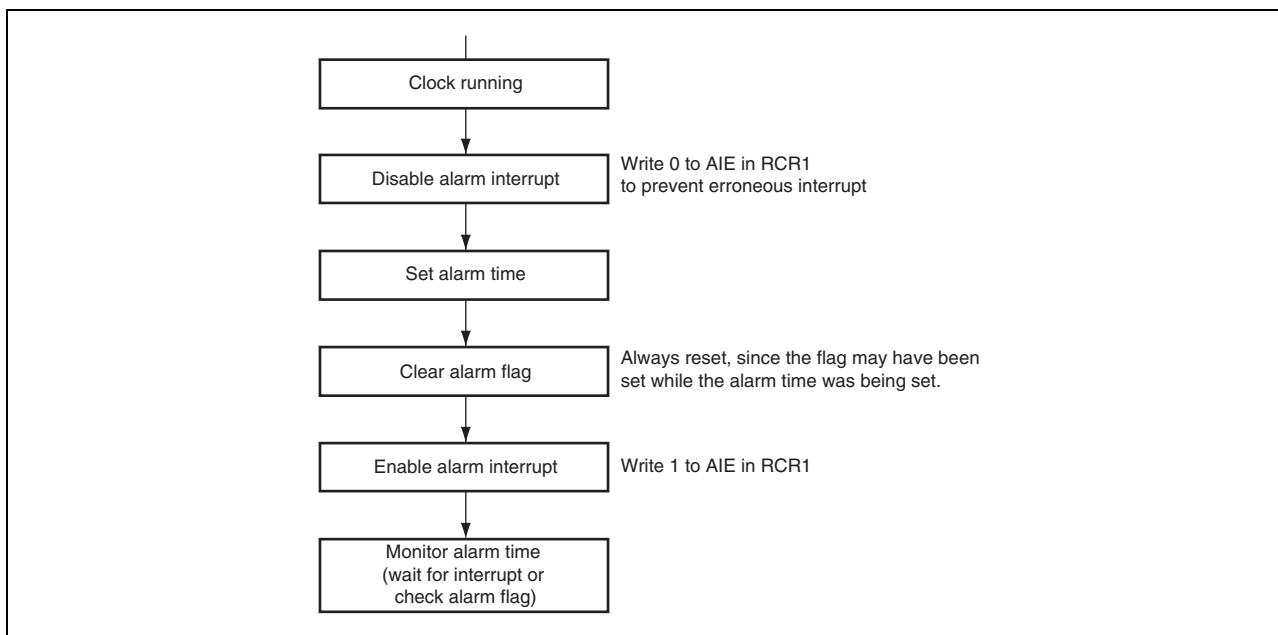 Clock running
Disable alarm interrupt
Write 0 to AIE in RCR1
to prevent erroneous interrupt
Set alarm time
Clear alarm flag
Always reset, since the flag may have been
set while the alarm time was being set.
Enable alarm interrupt
Write 1 to AIE in RCR1
Monitor alarm time
(wait for interrupt or
check alarm flag)